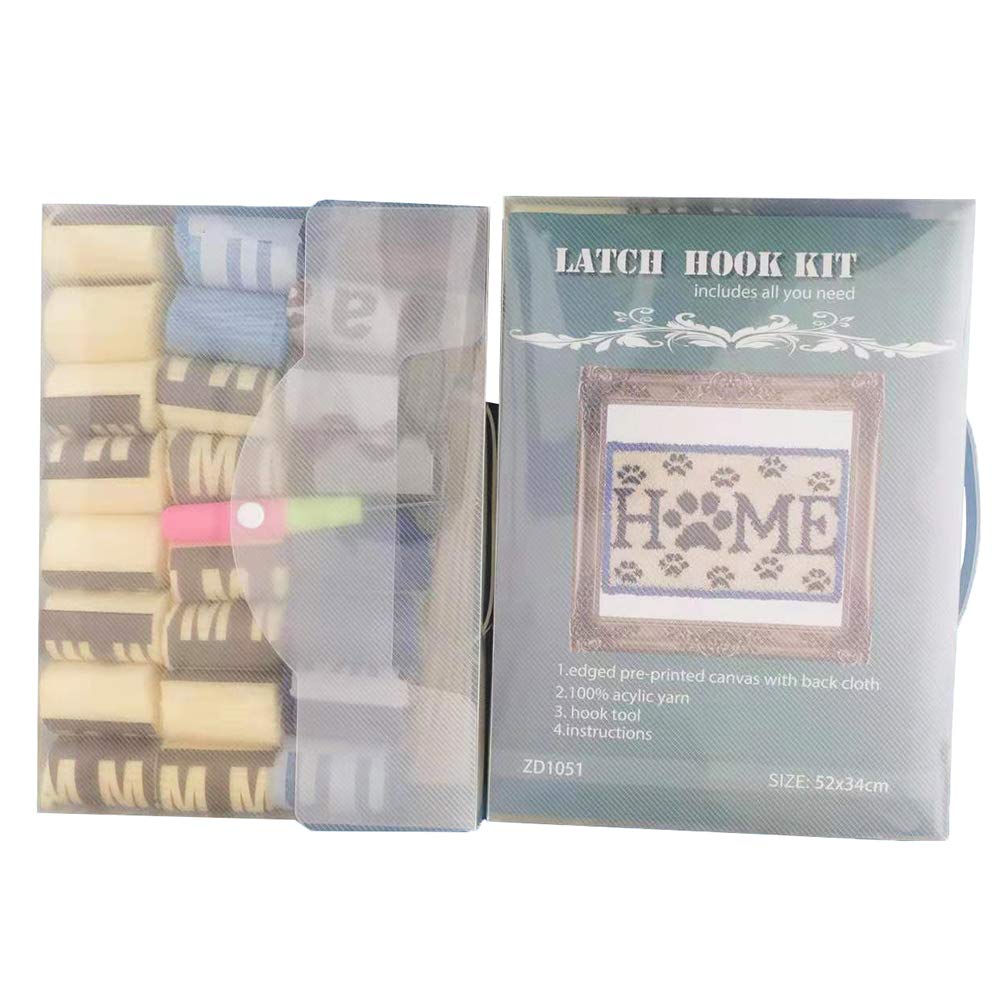 LATCH HOOK KIT
includes all you need
HOME
1.edged pre-printed canvas with back cloth
2.100% acylic yarn
3. hook tool
4.instructions
ZD1051 SIZE: 52x34cm